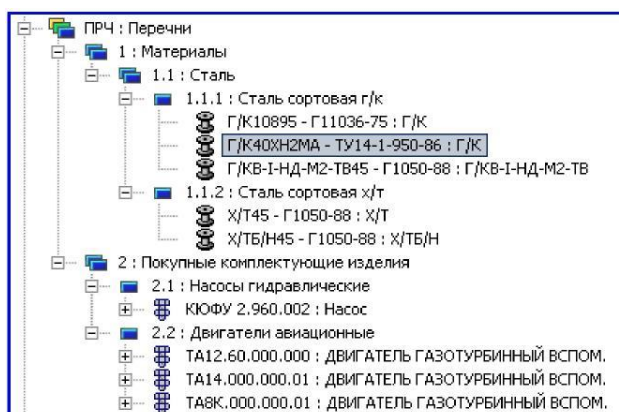 ПРЧ : Перечни
1 : Материалы
1.1 : Сталь
1.1.1 : Сталь сортовая г/к
Г/К10895 - Г11036-75 : Г/К
Г/К40ХН2МА - ТУ14-1-950-86 : Г/К
Г/КВ-I-НД-М2-ТВ45 - Г1050-88 : Г/КВ-I-НД-М2-ТВ
1.1.2 : Сталь сортовая х/т
Х/Т45 - Г1050-88 : Х/Т
Х/ТБ/Н45 - Г1050-88 : Х/ТБ/Н
2 : Покупные комплектующие изделия
2.1 : Насосы гидравлические
КЮФУ 2.960.002 : Насос
2.2 : Двигатели авиационные
ТА12.60.000.000 : ДВИГАТЕЛЬ ГАЗОТУРБИННЫЙ ВСПОМ.
ТА14.000.000.01 : ДВИГАТЕЛЬ ГАЗОТУРБИННЫЙ ВСПОМ.
ТА8К.000.000.01 : ДВИГАТЕЛЬ ГАЗОТУРБИННЫЙ ВСПОМ.